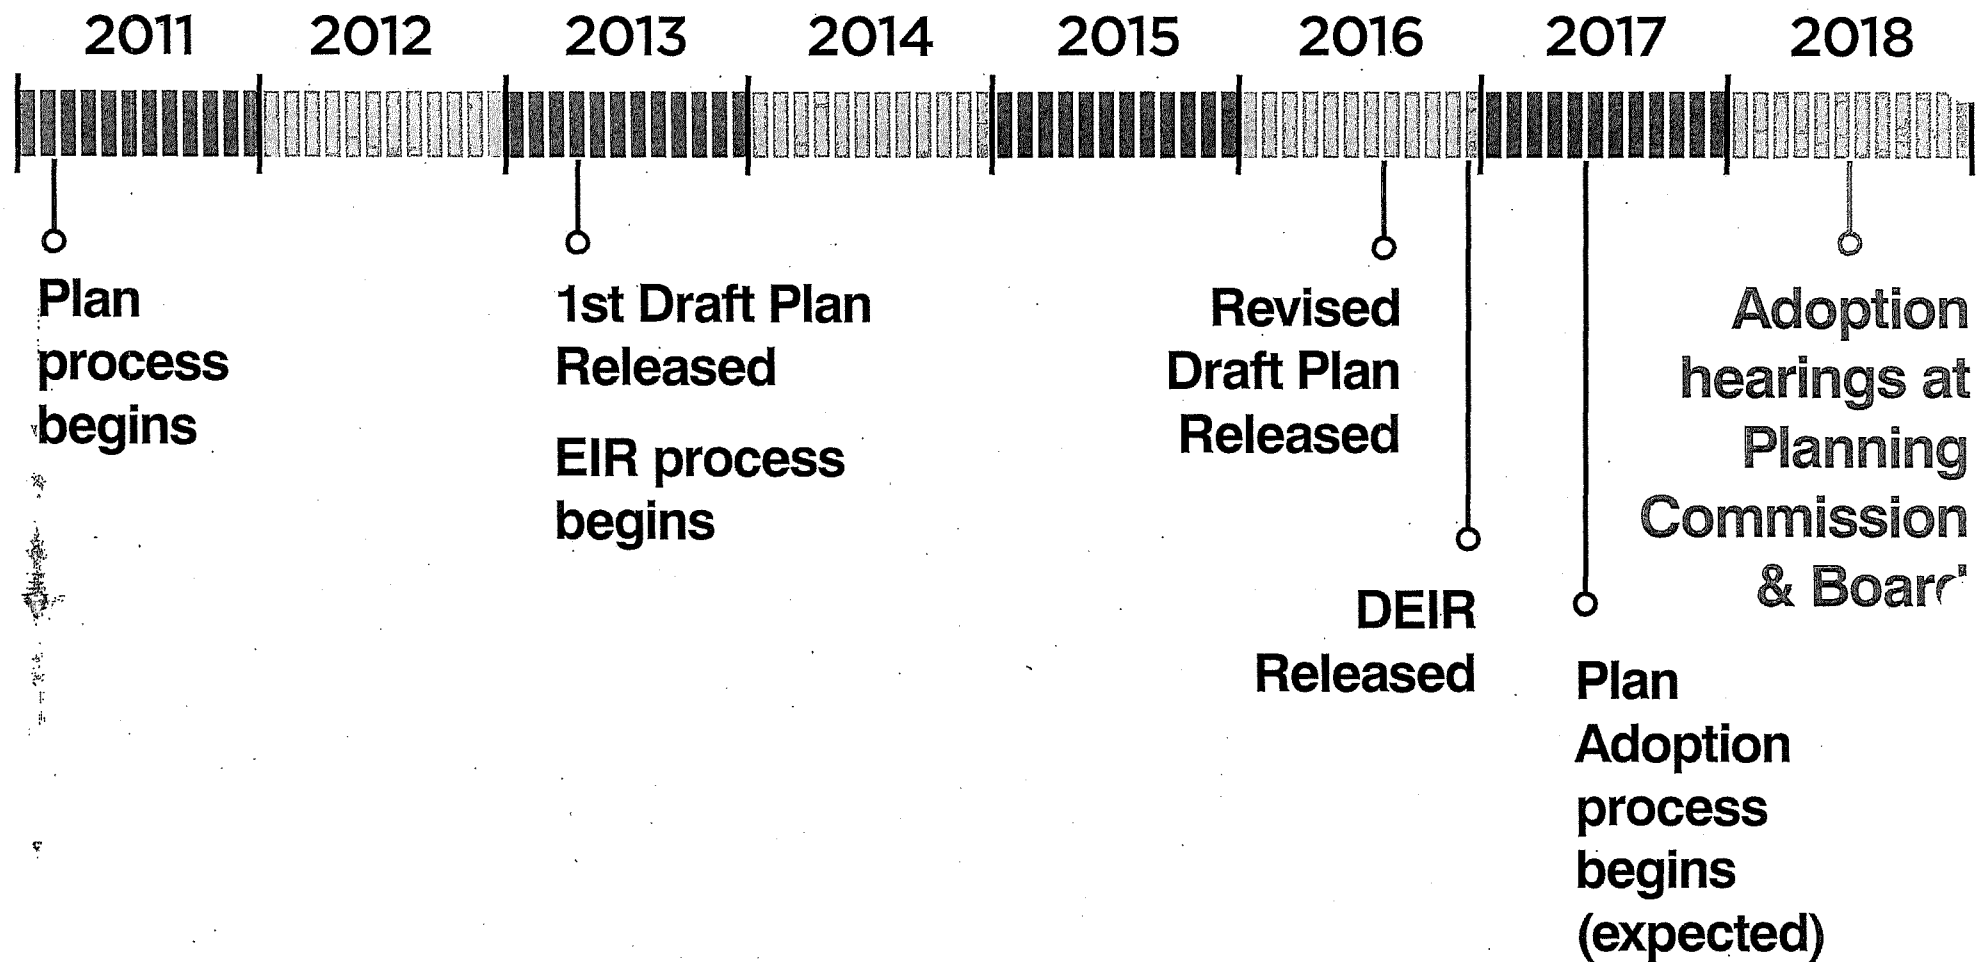 2011 2012 2013 2014 2015 2016 2017 2018
Plan
process
begins
1st Draft Plan
Released
EIR process
begins
Revised
Draft Plan
Released
DEIR
Released
Plan
Adoption
process
begins
(expected)
Adoption
hearings at
Planning
Commission
& Board